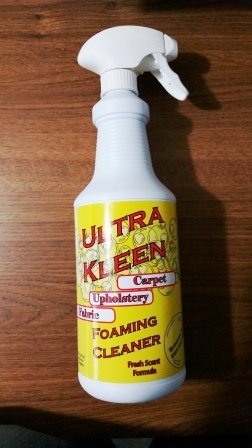 ULTRA
KLEEN
Carpet
Upholstery
Fabric
FOAMING
CLEANER
Fresh Scent
Formula